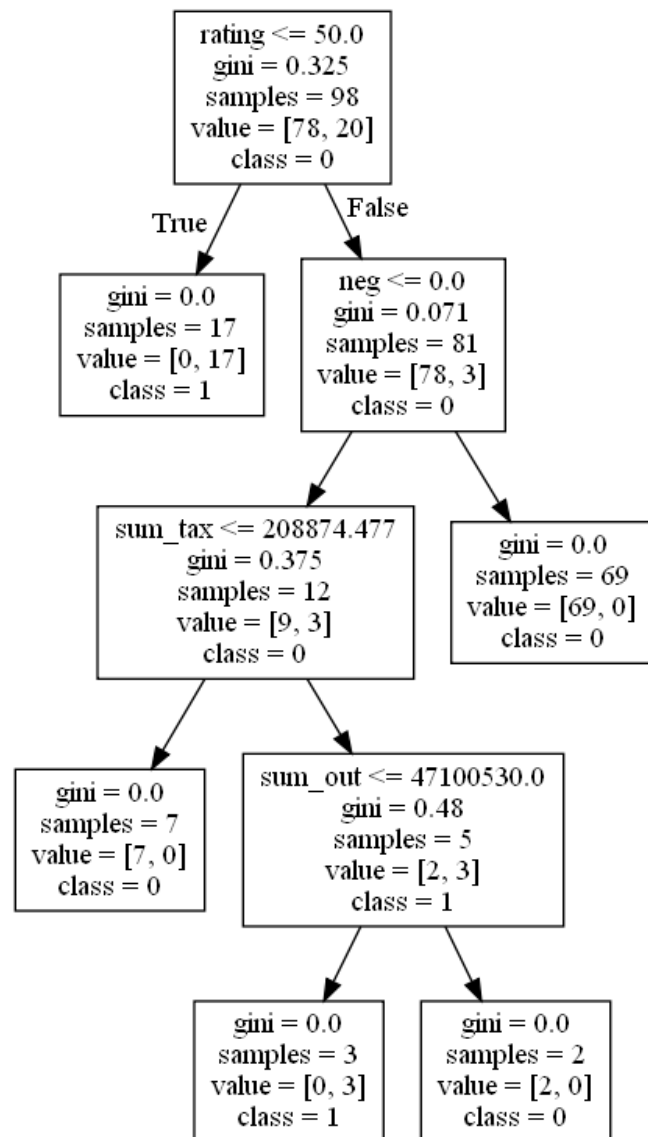 rating <= 50.0
gini = 0.325
samples = 98
value = [78, 20]
class = 0
True
False
gini = 0.0
samples = 17
value = [0, 17]
class = 1
neg <= 0.0
gini = 0.071
samples = 81
value = [78, 3]
class = 0
sum_tax <= 208874.477
gini = 0.375
samples = 12
value = [9, 3]
class = 0
gini = 0.0
samples = 69
value = [69, 0]
class = 0
gini = 0.0
samples = 7
value = [7, 0]
class = 0
sum_out <= 47100530.0
gini = 0.48
samples = 5
value = [2, 3]
class = 1
gini = 0.0
samples = 3
value = [0, 3]
class = 1
gini = 0.0
samples = 2
value = [2, 0]
class = 0